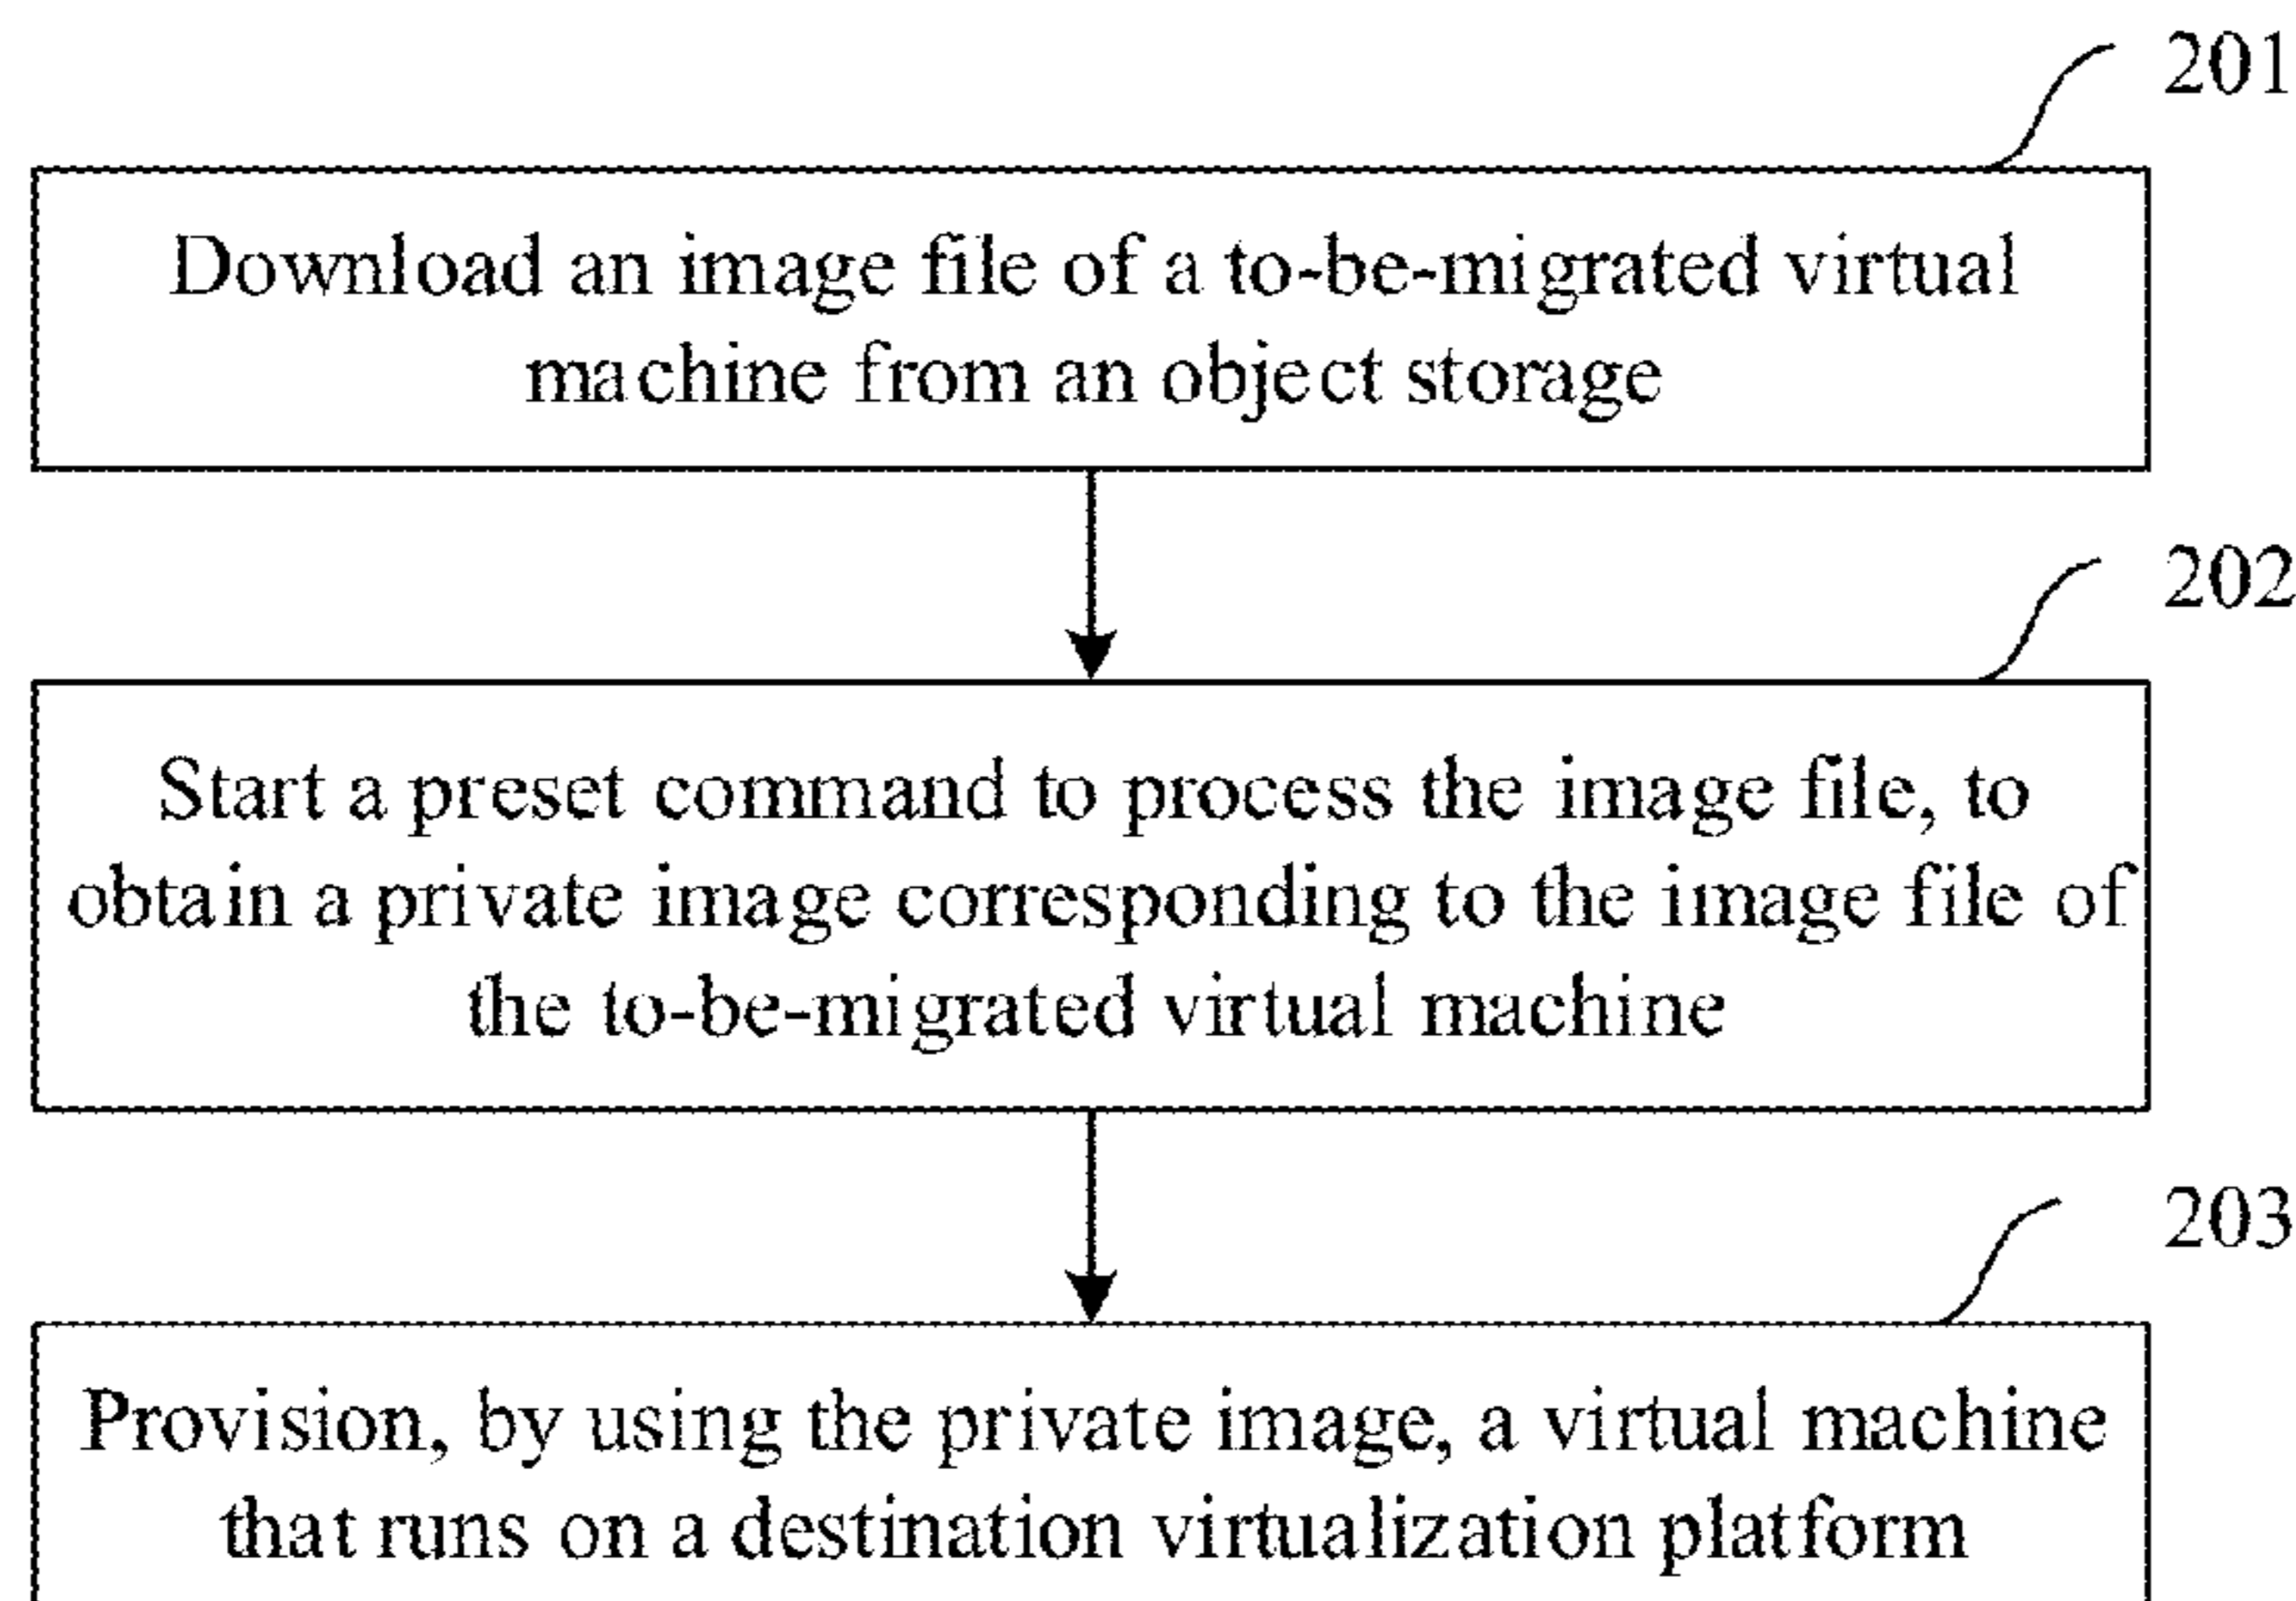 201
Download an image file of a to-be-migrated virtual
machine from an object storage
202
Start a preset command to process the image file, to
obtain a private image corresponding to the image file of
the to-be-migrated virtual machine
203
Provision, by using the private image, a virtual machine
that runs on a destination virtualization platform